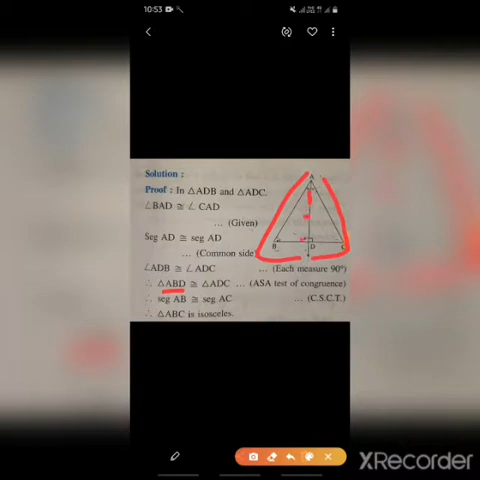 10:53
Solution :
Proof : In △ADB and △ADC.
∠BAD ≅ ∠ CAD
... (Given)
Seg AD ≅ seg AD
... (Common side)
∠ADB ≅ ∠ADC ... (Each measure 90°)
∴ △ABD ≅ △ADC ... (ASA test of congruence)
∴ seg AB ≅ seg AC ... (C.S.C.T.)
∴ △ABC is isosceles.
A
B
D
C
XRecorder